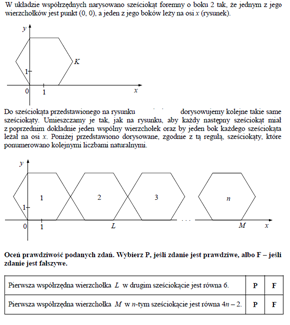 W układzie współrzędnych narysowano sześciokąt foremny o boku 2 tak, że jednym z jego
wierzchołków jest punkt (0, 0), a jeden z jego boków leży na osi x (rysunek).
y
K
1
0 1 x
Do sześciokąta przedstawionego na rysunku dorysowujemy kolejne takie same
sześciokąty. Umieszczamy je tak, jak na rysunku, aby każdy następny sześciokąt miał
z poprzednim dokładnie jeden wspólny wierzchołek oraz by jeden bok każdego sześciokąta
leżał na osi x. Poniżej przedstawiono dorysowane, zgodnie z tą regułą, sześciokąty, które
ponumerowano kolejnymi liczbami naturalnymi.
y
1 2 3 n
1
0 1 L ... M x
Oceń prawdziwość podanych zdań. Wybierz P, jeśli zdanie jest prawdziwe, albo F – jeśli
zdanie jest fałszywe.
Pierwsza współrzędna wierzchołka L w drugim sześciokącie jest równa 6. P F
Pierwsza współrzędna wierzchołka M w n-tym sześciokącie jest równa 4n – 2. P F